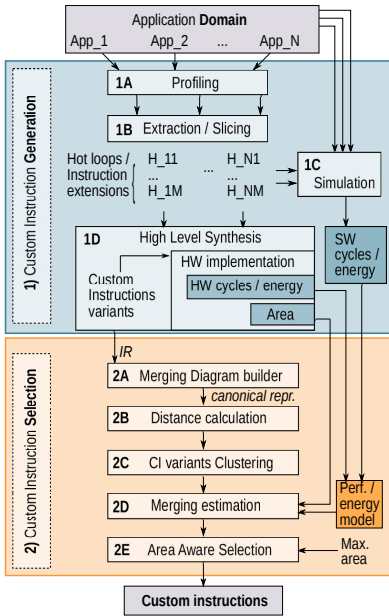 Application Domain
App_1 App_2 ... App_N
1A Profiling
1B Extraction / Slicing
Hot loops / Instruction extensions
H_11 ... H_N1
...
...
H_1M H_NM
1C
Simulation
1) Custom Instruction Generation
1D High Level Synthesis
HW implementation
HW cycles / energy
Area
Custom
Instructions
variants
SW
cycles /
energy
IR
2A Merging Diagram builder
canonical repr.
2B Distance calculation
2C CI variants Clustering
2D Merging estimation
2E Area Aware Selection
Perf. /
energy
model
Max.
area
2) Custom Instruction Selection
Custom instructions